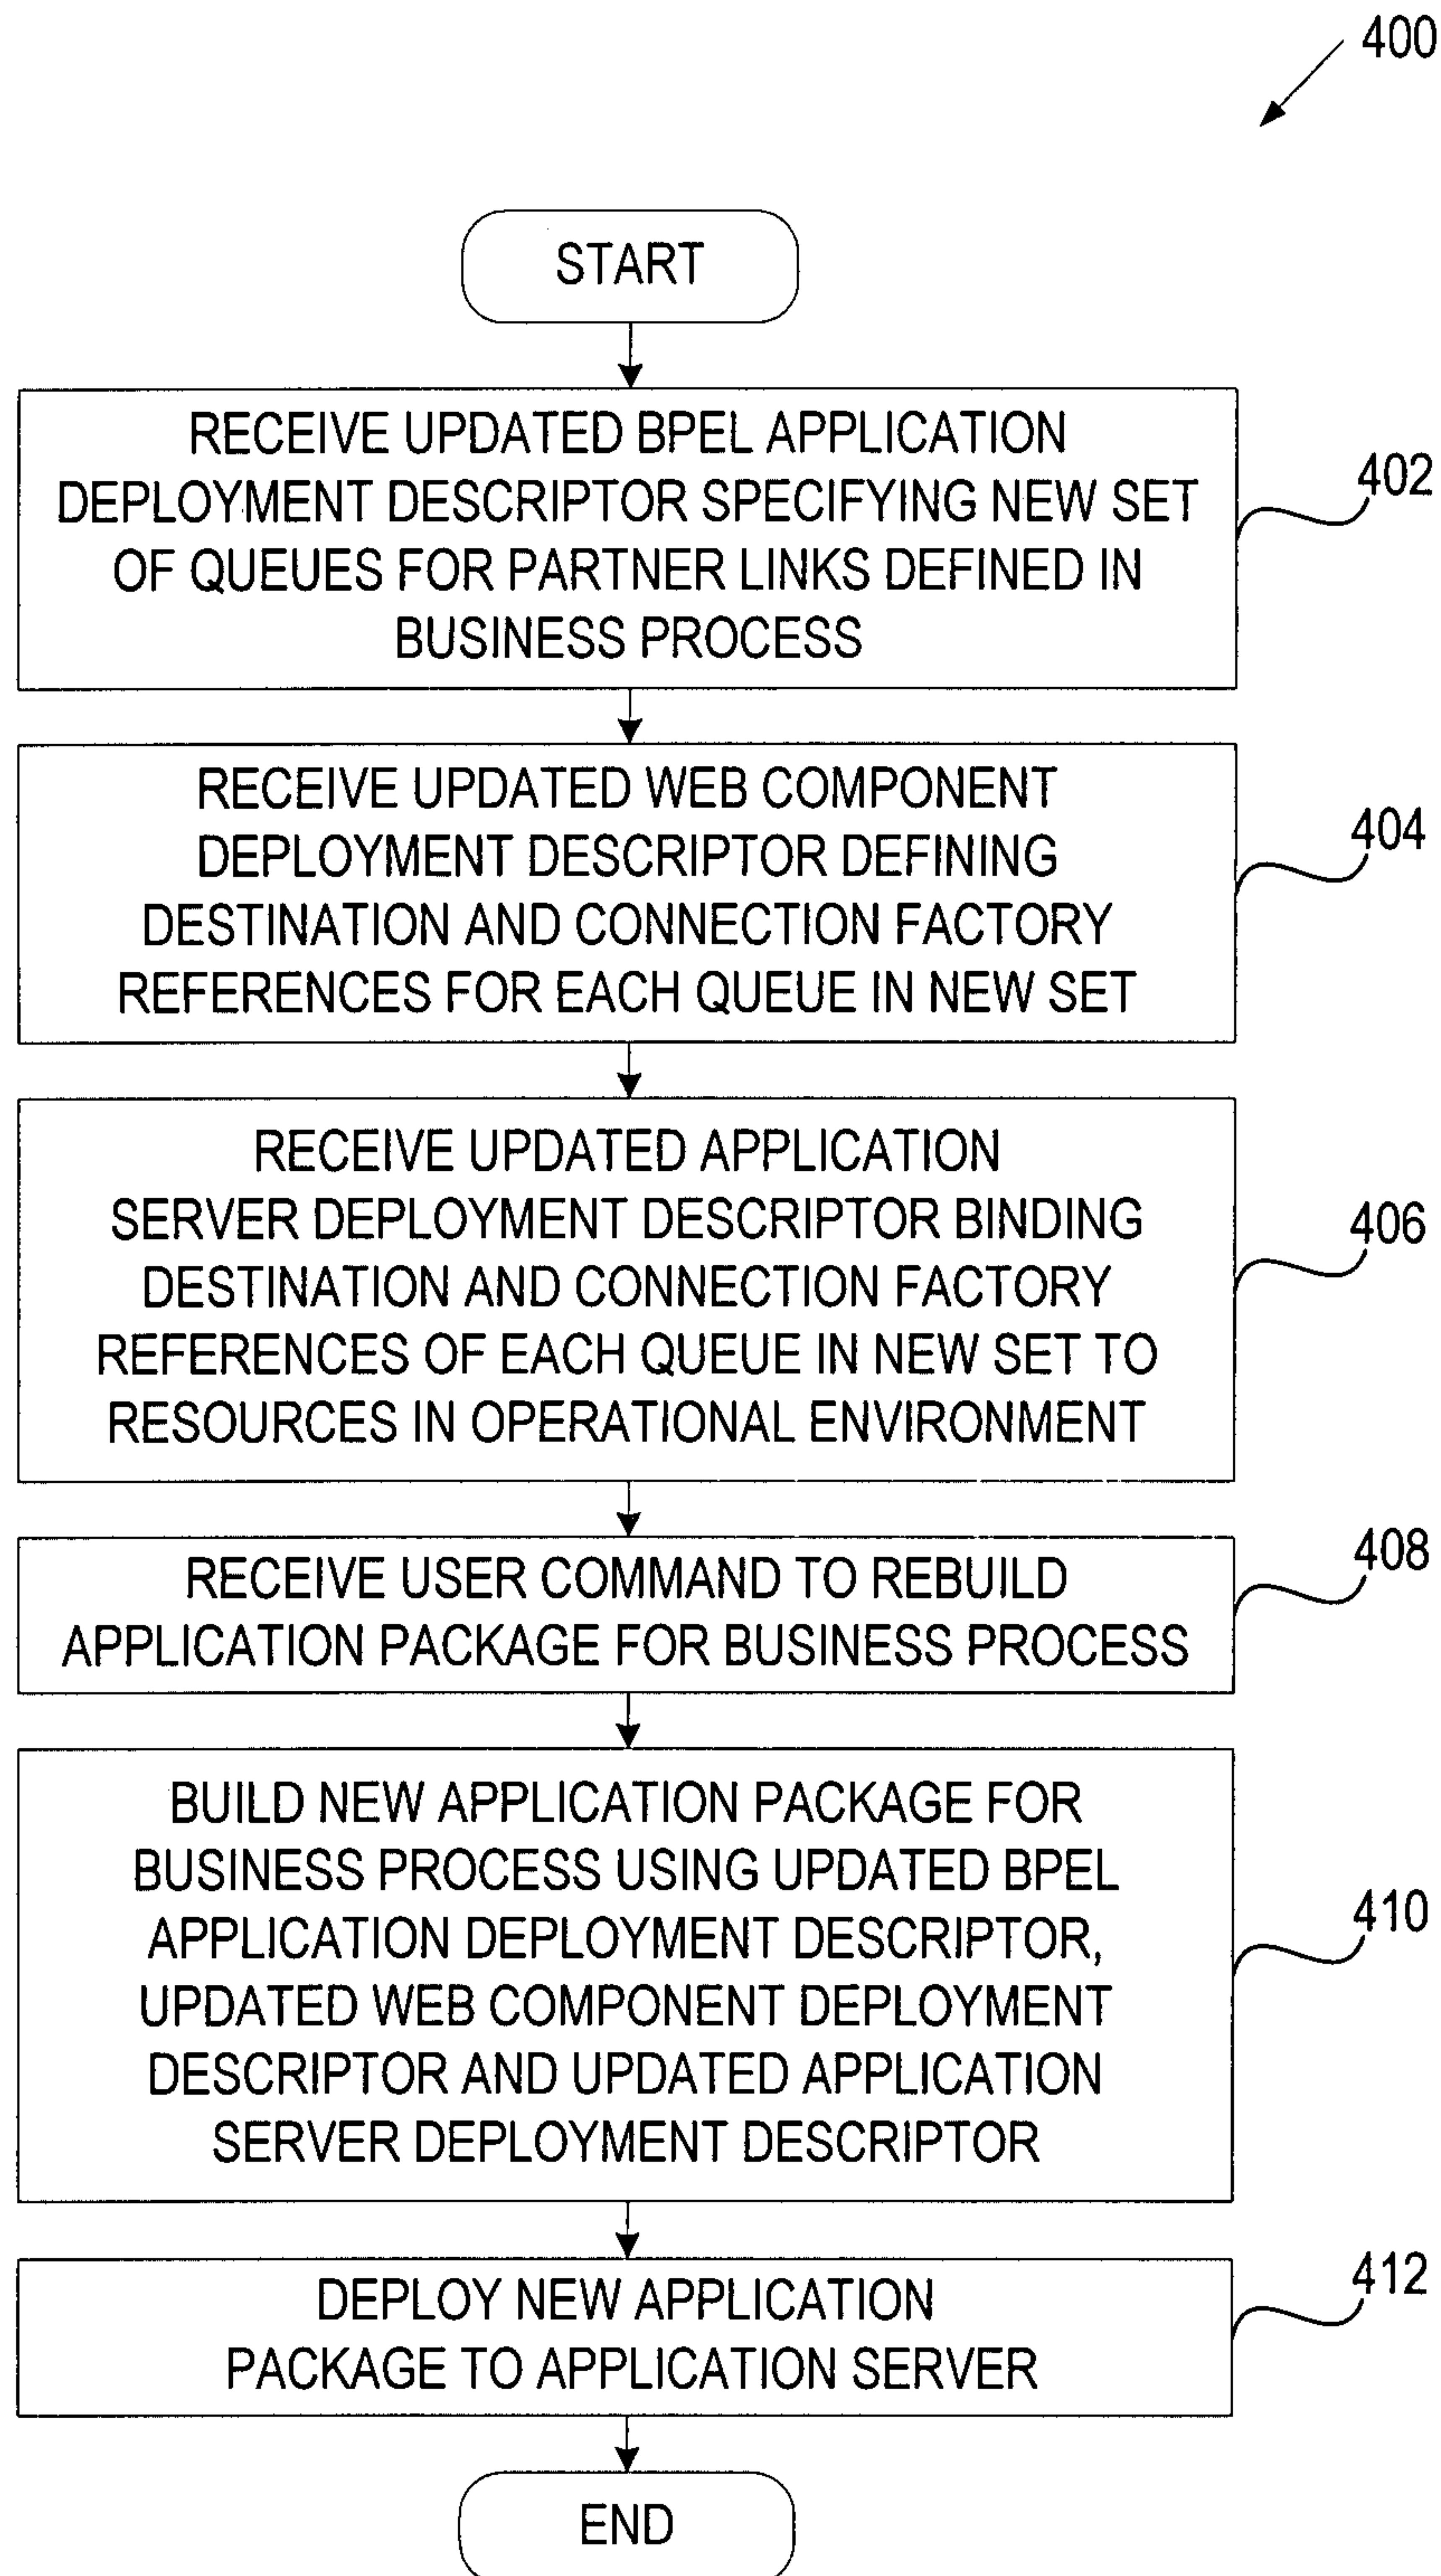 400
START
RECEIVE UPDATED BPEL APPLICATION
DEPLOYMENT DESCRIPTOR SPECIFYING NEW SET
OF QUEUES FOR PARTNER LINKS DEFINED IN
BUSINESS PROCESS
402
RECEIVE UPDATED WEB COMPONENT
DEPLOYMENT DESCRIPTOR DEFINING
DESTINATION AND CONNECTION FACTORY
REFERENCES FOR EACH QUEUE IN NEW SET
404
RECEIVE UPDATED APPLICATION
SERVER DEPLOYMENT DESCRIPTOR BINDING
DESTINATION AND CONNECTION FACTORY
REFERENCES OF EACH QUEUE IN NEW SET TO
RESOURCES IN OPERATIONAL ENVIRONMENT
406
RECEIVE USER COMMAND TO REBUILD
APPLICATION PACKAGE FOR BUSINESS PROCESS
408
BUILD NEW APPLICATION PACKAGE FOR
BUSINESS PROCESS USING UPDATED BPEL
APPLICATION DEPLOYMENT DESCRIPTOR,
UPDATED WEB COMPONENT DEPLOYMENT
DESCRIPTOR AND UPDATED APPLICATION
SERVER DEPLOYMENT DESCRIPTOR
410
DEPLOY NEW APPLICATION
PACKAGE TO APPLICATION SERVER
412
END